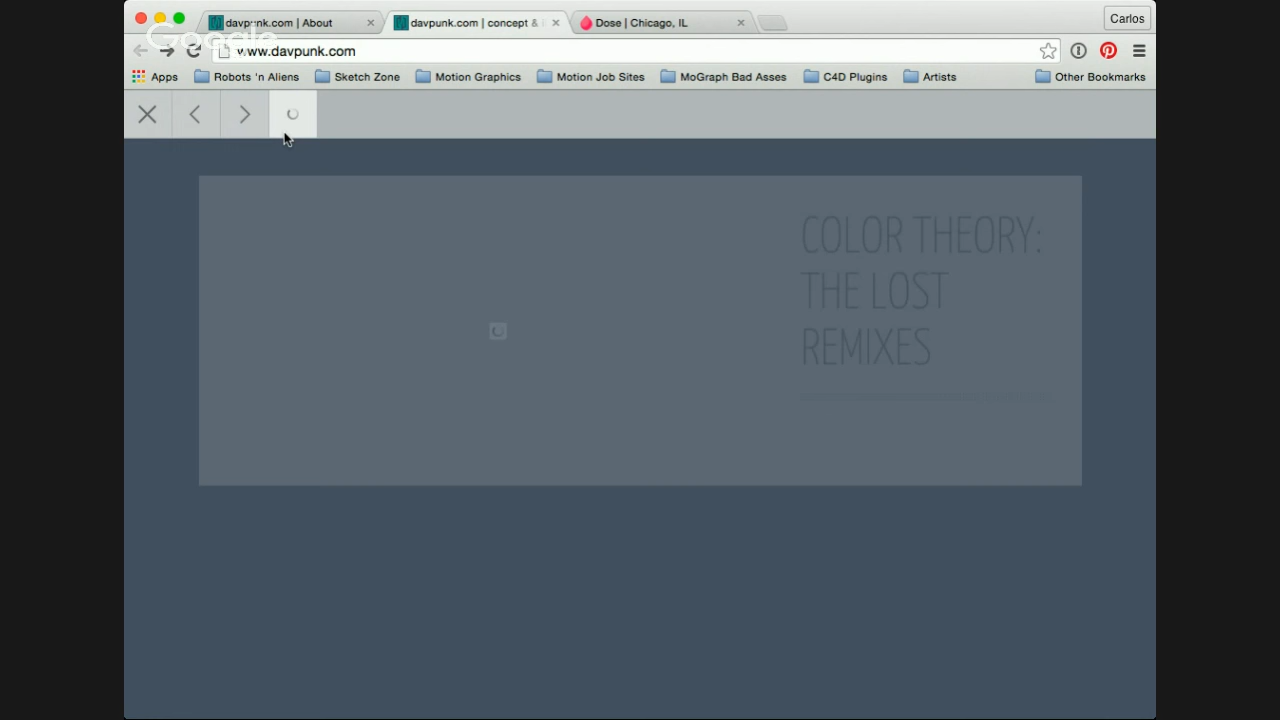 davpunk.com | About
davpunk.com | concept &
Dose | Chicago, IL
Carlos
Google
www.davpunk.com
Apps
Robots 'n Aliens
Sketch Zone
Motion Graphics
Motion Job Sites
MoGraph Bad Asses
C4D Plugins
Artists
Other Bookmarks
COLOR THEORY:
THE LOST
REMIXES